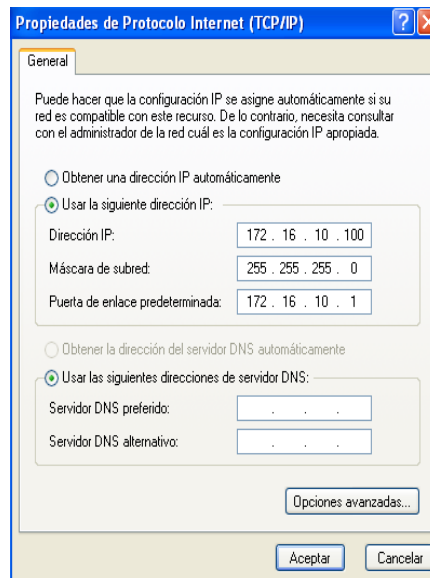 Propiedades de Protocolo Internet (TCP/IP)
General
Puede hacer que la configuración IP se asigne automáticamente si su
red es compatible con este recurso. De lo contrario, necesita consultar
con el administrador de la red cuál es la configuración IP apropiada.
Obtener una dirección IP automáticamente
Usar la siguiente dirección IP:
Dirección IP: 172 . 16 . 10 . 100
Máscara de subred: 255 . 255 . 255 . 0
Puerta de enlace predeterminada: 172 . 16 . 10 . 1
Obtener la dirección del servidor DNS automáticamente
Usar las siguientes direcciones de servidor DNS:
Servidor DNS preferido: . . .
Servidor DNS alternativo: . . .
Opciones avanzadas...
Aceptar Cancelar